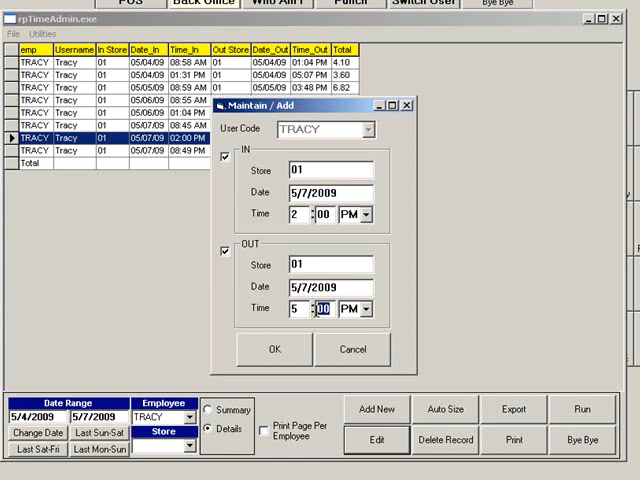 POS Back Office Who Am I Punch Switch User Bye Bye
rpTimeAdmin.exe
File Utilities
emp Username In Store Date_In Time_In Out Store Date_Out Time_Out Total
TRACY Tracy 01 05/04/09 08:58 AM 01 05/04/09 01:04 PM 4.10
TRACY Tracy 01 05/04/09 01:31 PM 01 05/04/09 05:07 PM 3.60
TRACY Tracy 01 05/05/09 08:59 AM 01 05/05/09 03:48 PM 6.82
TRACY Tracy 01 05/06/09 08:55 AM
TRACY Tracy 01 05/06/09 01:04 PM
TRACY Tracy 01 05/07/09 08:45 AM
TRACY Tracy 01 05/07/09 02:00 PM
TRACY Tracy 01 05/07/09 08:49 PM
Total
Maintain / Add
User Code TRACY
IN
Store 01
Date 5/7/2009
Time 2 : 00 PM
OUT
Store 01
Date 5/7/2009
Time 5 : 00 PM
OK Cancel
Date Range Employee
5/4/2009 5/7/2009 TRACY
Change Date Last Sun-Sat Store
Last Sat-Fri Last Mon-Sun
Summary
Details
Print Page Per
Employee
Add New Auto Size Export Run
Edit Delete Record Print Bye Bye